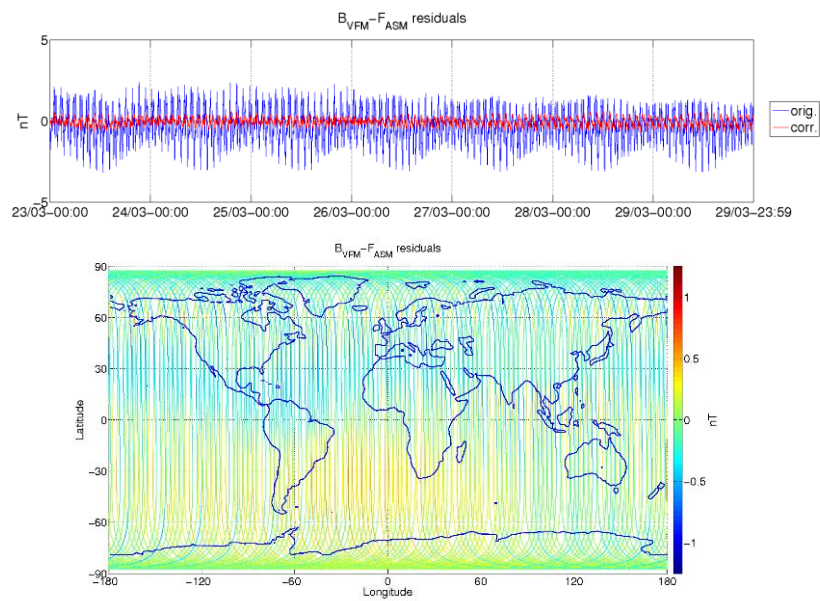 B_VFM−F_ASM residuals
5
0
−5
nT
23/03−00:00 24/03−00:00 25/03−00:00 26/03−00:00 27/03−00:00 28/03−00:00 29/03−00:00 29/03−23:59
orig.
corr.
B_VFM−F_ASM residuals
90
60
30
0
−30
−60
−90
Latitude
−180 −120 −60 0 60 120 180
Longitude
1
0.5
0
−0.5
−1
nT